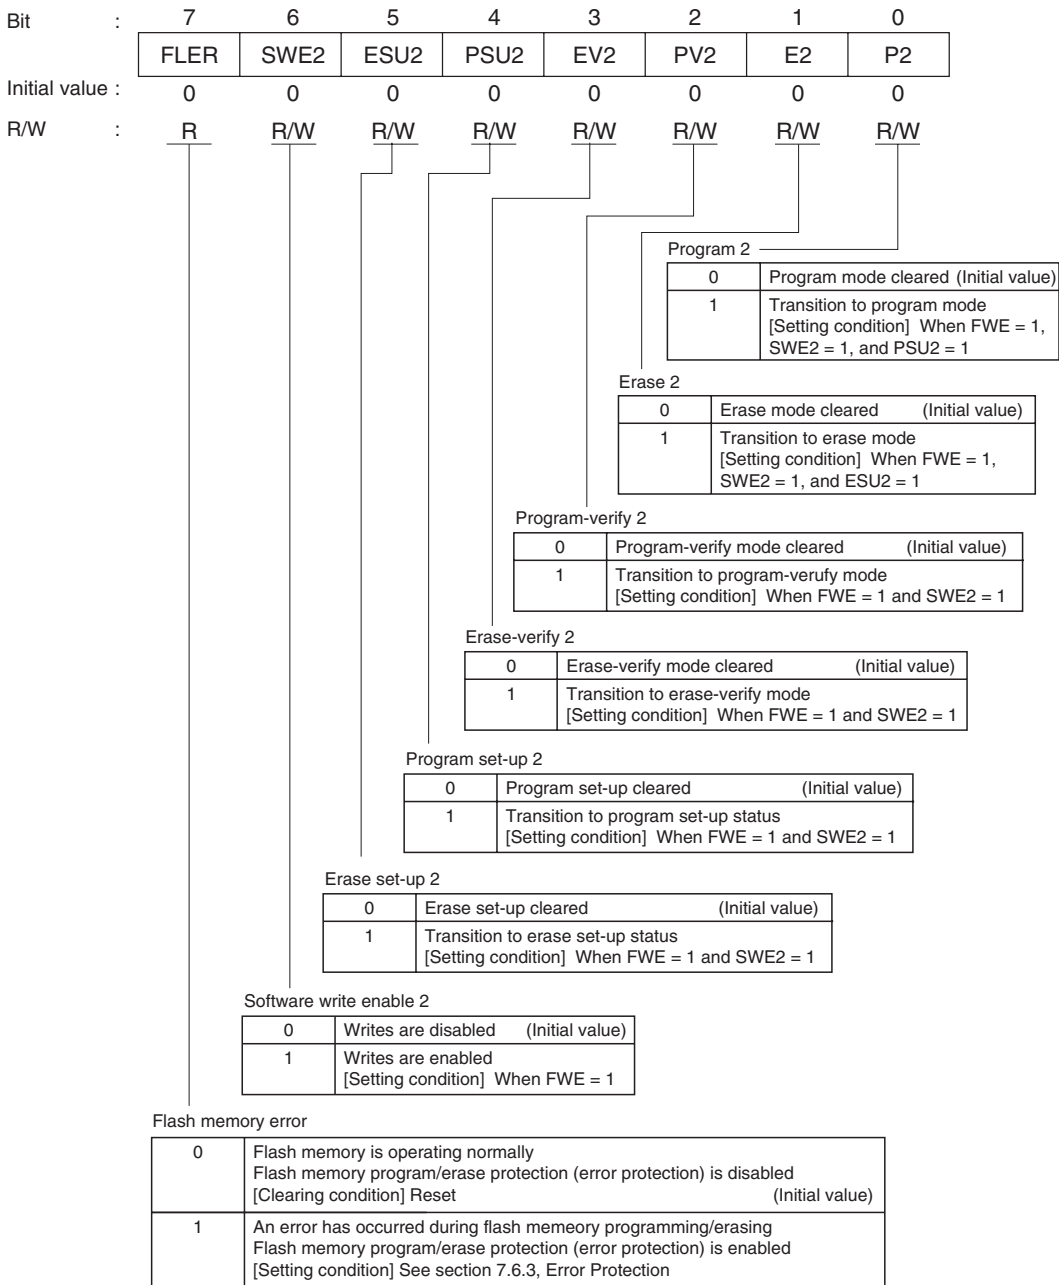 Bit : 7 6 5 4 3 2 1 0
FLER SWE2 ESU2 PSU2 EV2 PV2 E2 P2
Initial value : 0 0 0 0 0 0 0 0
R/W : R R/W R/W R/W R/W R/W R/W R/W
Program 2
0 Program mode cleared (Initial value)
1 Transition to program mode
[Setting condition] When FWE = 1,
SWE2 = 1, and PSU2 = 1
Erase 2
0 Erase mode cleared (Initial value)
1 Transition to erase mode
[Setting condition] When FWE = 1,
SWE2 = 1, and ESU2 = 1
Program-verify 2
0 Program-verify mode cleared (Initial value)
1 Transition to program-verufy mode
[Setting condition] When FWE = 1 and SWE2 = 1
Erase-verify 2
0 Erase-verify mode cleared (Initial value)
1 Transition to erase-verify mode
[Setting condition] When FWE = 1 and SWE2 = 1
Program set-up 2
0 Program set-up cleared (Initial value)
1 Transition to program set-up status
[Setting condition] When FWE = 1 and SWE2 = 1
Erase set-up 2
0 Erase set-up cleared (Initial value)
1 Transition to erase set-up status
[Setting condition] When FWE = 1 and SWE2 = 1
Software write enable 2
0 Writes are disabled (Initial value)
1 Writes are enabled
[Setting condition] When FWE = 1
Flash memory error
0 Flash memory is operating normally
Flash memory program/erase protection (error protection) is disabled
[Clearing condition] Reset (Initial value)
1 An error has occurred during flash memeory programming/erasing
Flash memory program/erase protection (error protection) is enabled
[Setting condition] See section 7.6.3, Error Protection